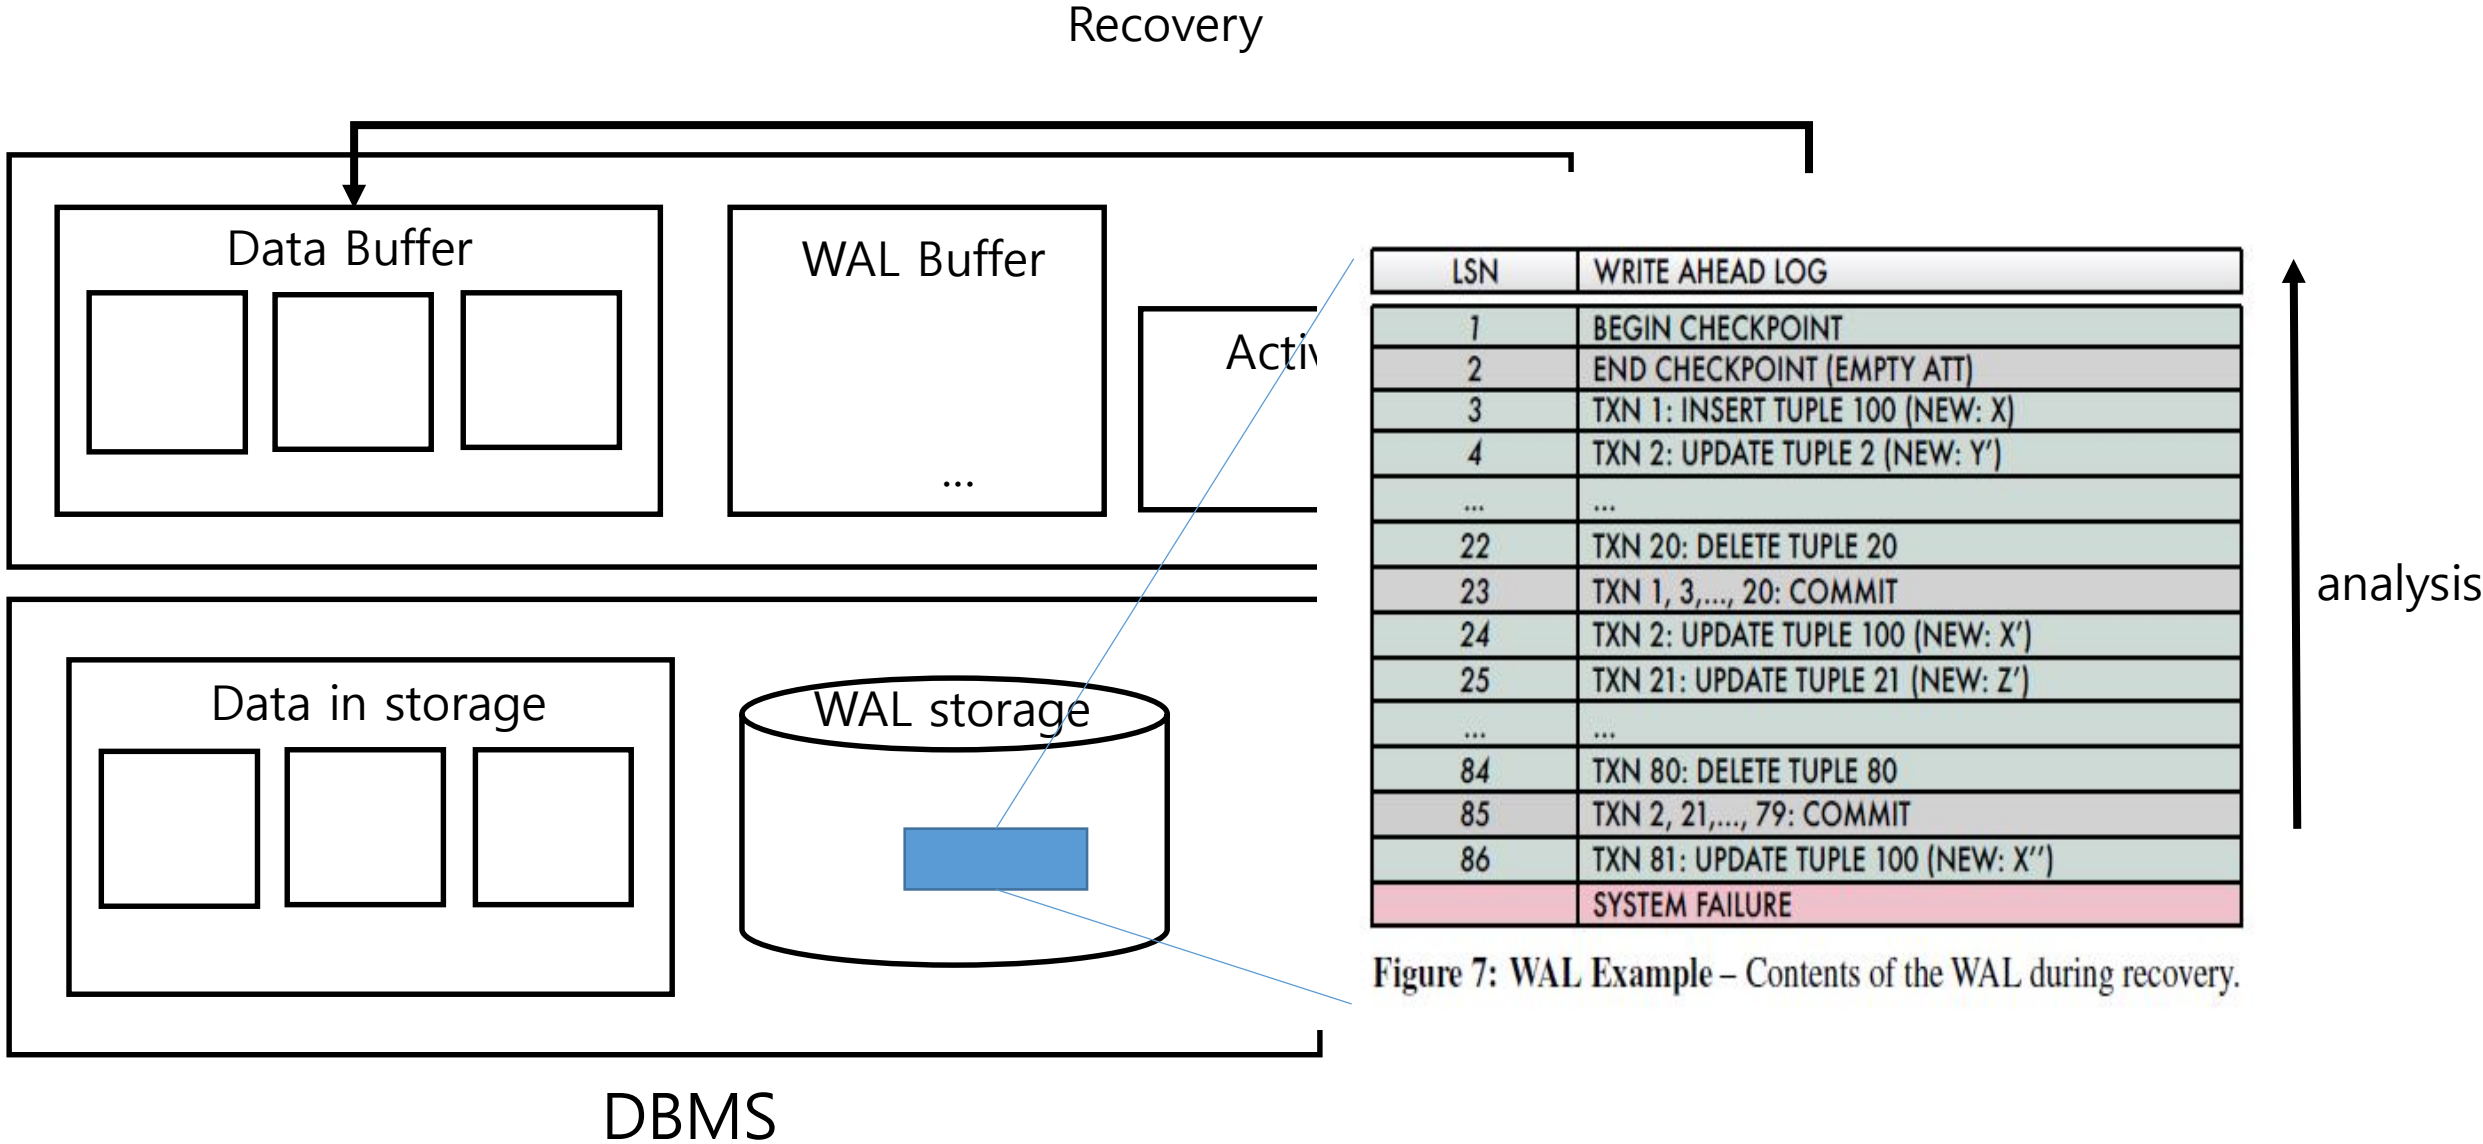 Recovery
Data Buffer
WAL Buffer
...
Activ
Data in storage
WAL storage
DBMS
LSN WRITE AHEAD LOG
1 BEGIN CHECKPOINT
2 END CHECKPOINT (EMPTY ATT)
3 TXN 1: INSERT TUPLE 100 (NEW: X)
4 TXN 2: UPDATE TUPLE 2 (NEW: Y′)
... ...
22 TXN 20: DELETE TUPLE 20
23 TXN 1, 3,..., 20: COMMIT
24 TXN 2: UPDATE TUPLE 100 (NEW: X′)
25 TXN 21: UPDATE TUPLE 21 (NEW: Z′)
... ...
84 TXN 80: DELETE TUPLE 80
85 TXN 2, 21,..., 79: COMMIT
86 TXN 81: UPDATE TUPLE 100 (NEW: X′′)
SYSTEM FAILURE
Figure 7: WAL Example – Contents of the WAL during recovery.
analysis